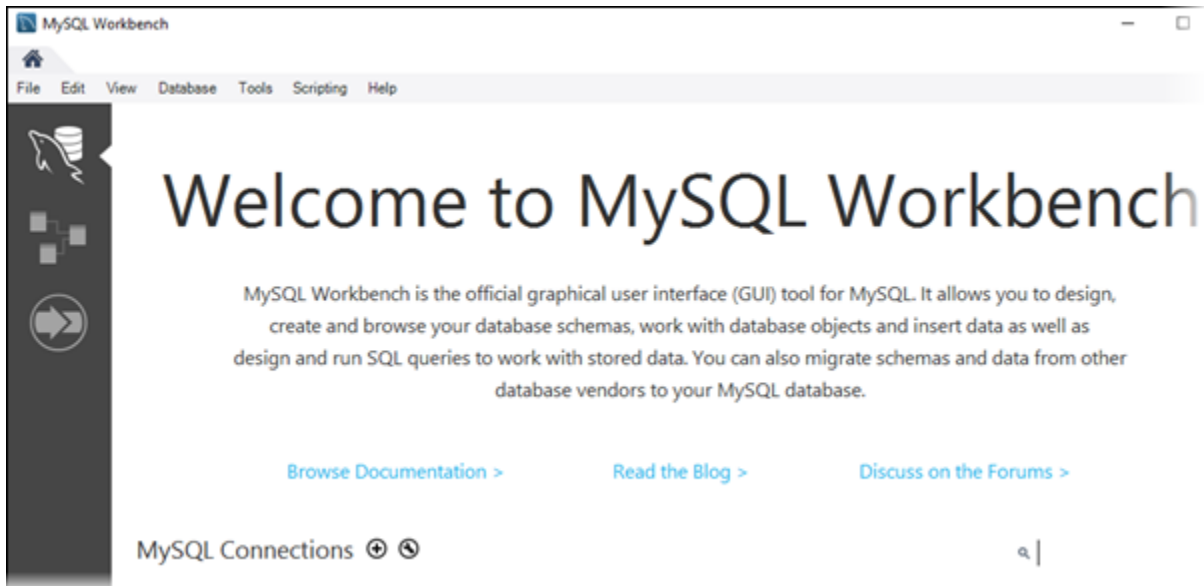 MySQL Workbench
File Edit View Database Tools Scripting Help
Welcome to MySQL Workbench
MySQL Workbench is the official graphical user interface (GUI) tool for MySQL. It allows you to design,
create and browse your database schemas, work with database objects and insert data as well as
design and run SQL queries to work with stored data. You can also migrate schemas and data from other
database vendors to your MySQL database.
Browse Documentation > Read the Blog > Discuss on the Forums >
MySQL Connections